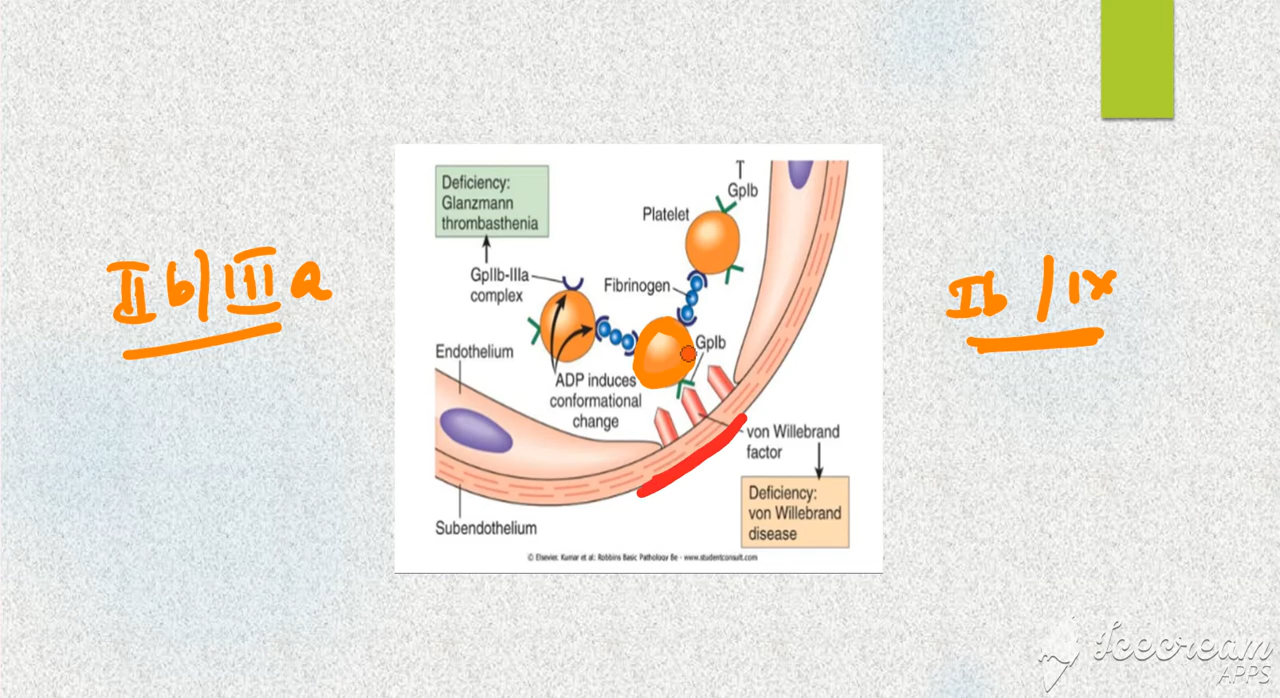 Deficiency:
Glanzmann
thrombasthenia
GpIb
Platelet
GpIIb-IIIa
complex
Fibrinogen
II b/III a
Ib/IX
GpIb
Endothelium
ADP induces
conformational
change
von Willebrand
factor
Deficiency:
von Willebrand
disease
Subendothelium
© Elsevier. Kumar et al: Robbins Basic Pathology 8e - www.studentconsult.com
Icecream
APPS